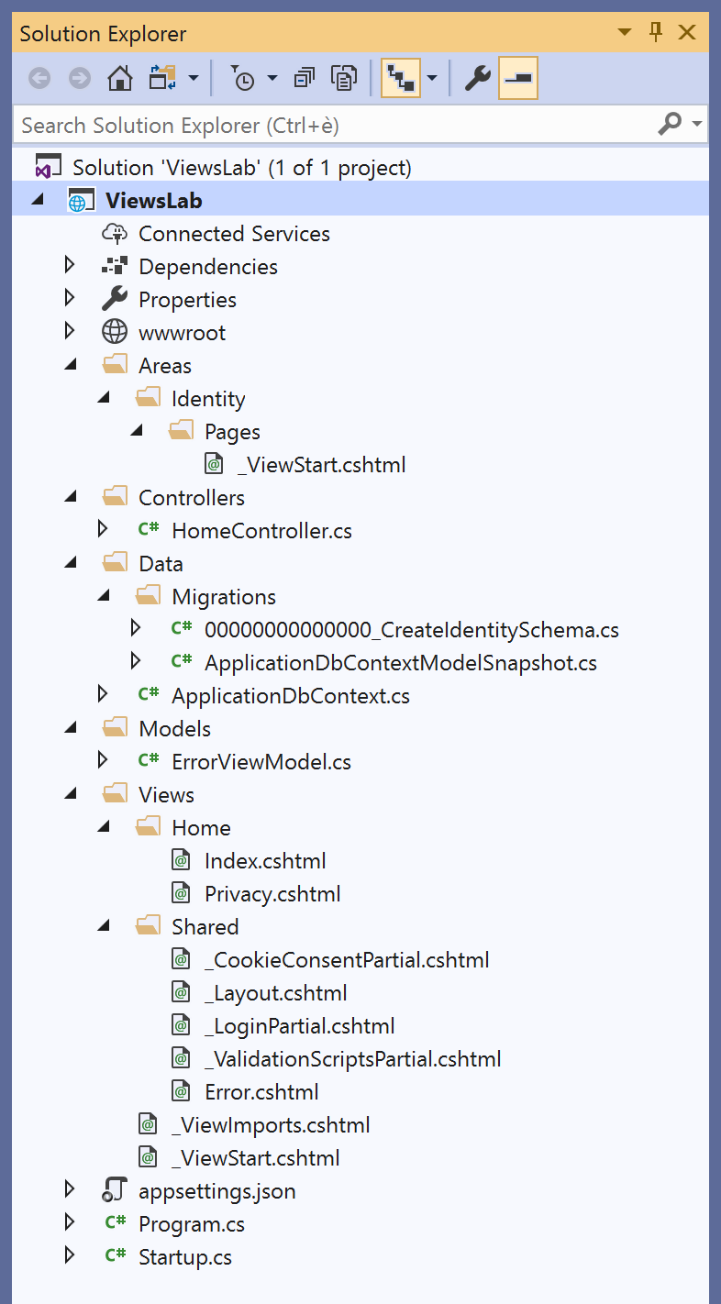 Solution Explorer
Search Solution Explorer (Ctrl+è)
Solution 'ViewsLab' (1 of 1 project)
ViewsLab
Connected Services
Dependencies
Properties
wwwroot
Areas
Identity
Pages
_ViewStart.cshtml
Controllers
C# HomeController.cs
Data
Migrations
C# 00000000000000_CreateIdentitySchema.cs
C# ApplicationDbContextModelSnapshot.cs
C# ApplicationDbContext.cs
Models
C# ErrorViewModel.cs
Views
Home
Index.cshtml
Privacy.cshtml
Shared
_CookieConsentPartial.cshtml
_Layout.cshtml
_LoginPartial.cshtml
_ValidationScriptsPartial.cshtml
Error.cshtml
_ViewImports.cshtml
_ViewStart.cshtml
appsettings.json
C# Program.cs
C# Startup.cs